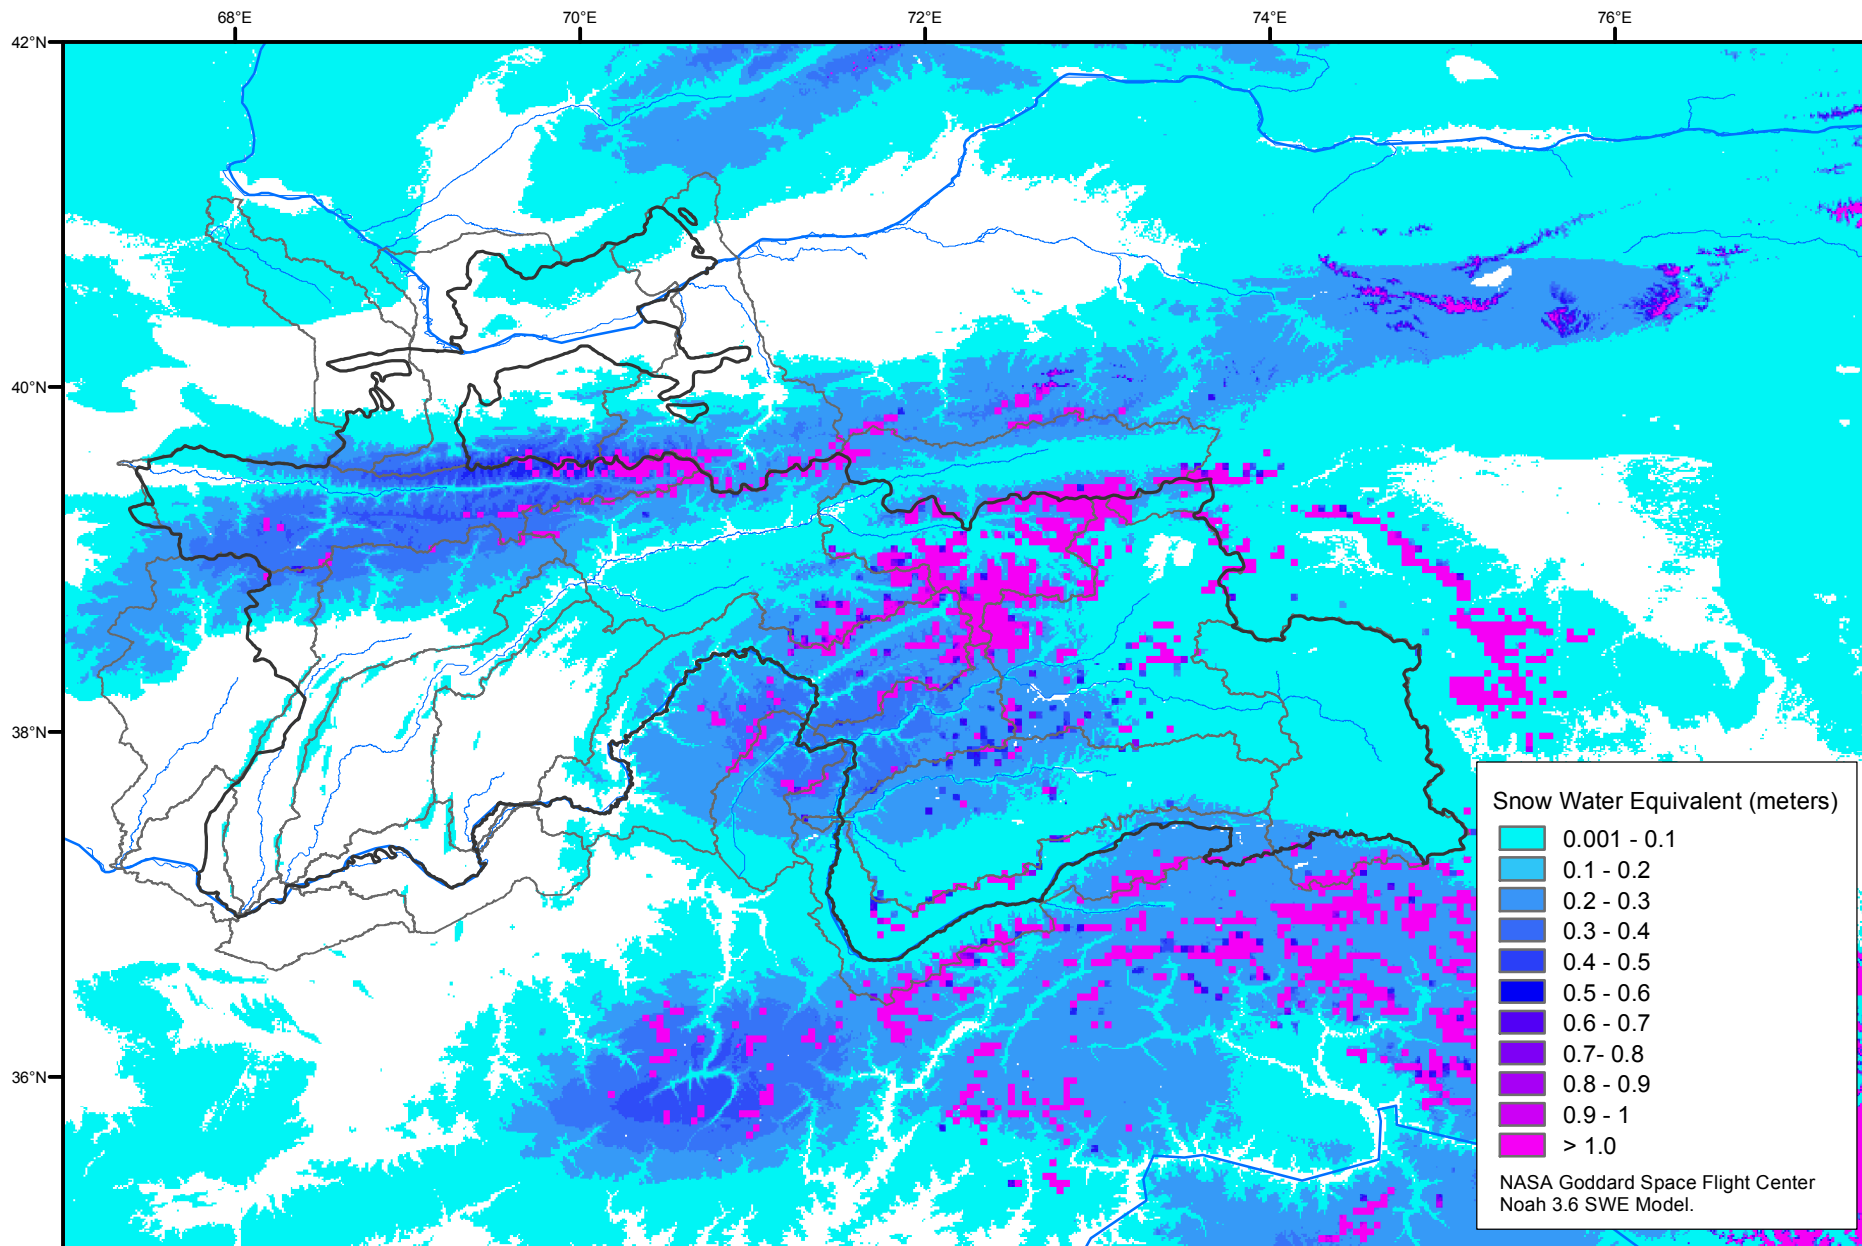 68°E
70°E
72°E
74°E
76°E
42°N
40°N
38°N
36°N
Snow Water Equivalent (meters)
0.001 - 0.1
0.1 - 0.2
0.2 - 0.3
0.3 - 0.4
0.4 - 0.5
0.5 - 0.6
0.6 - 0.7
0.7- 0.8
0.8 - 0.9
0.9 - 1
> 1.0
NASA Goddard Space Flight Center
Noah 3.6 SWE Model.